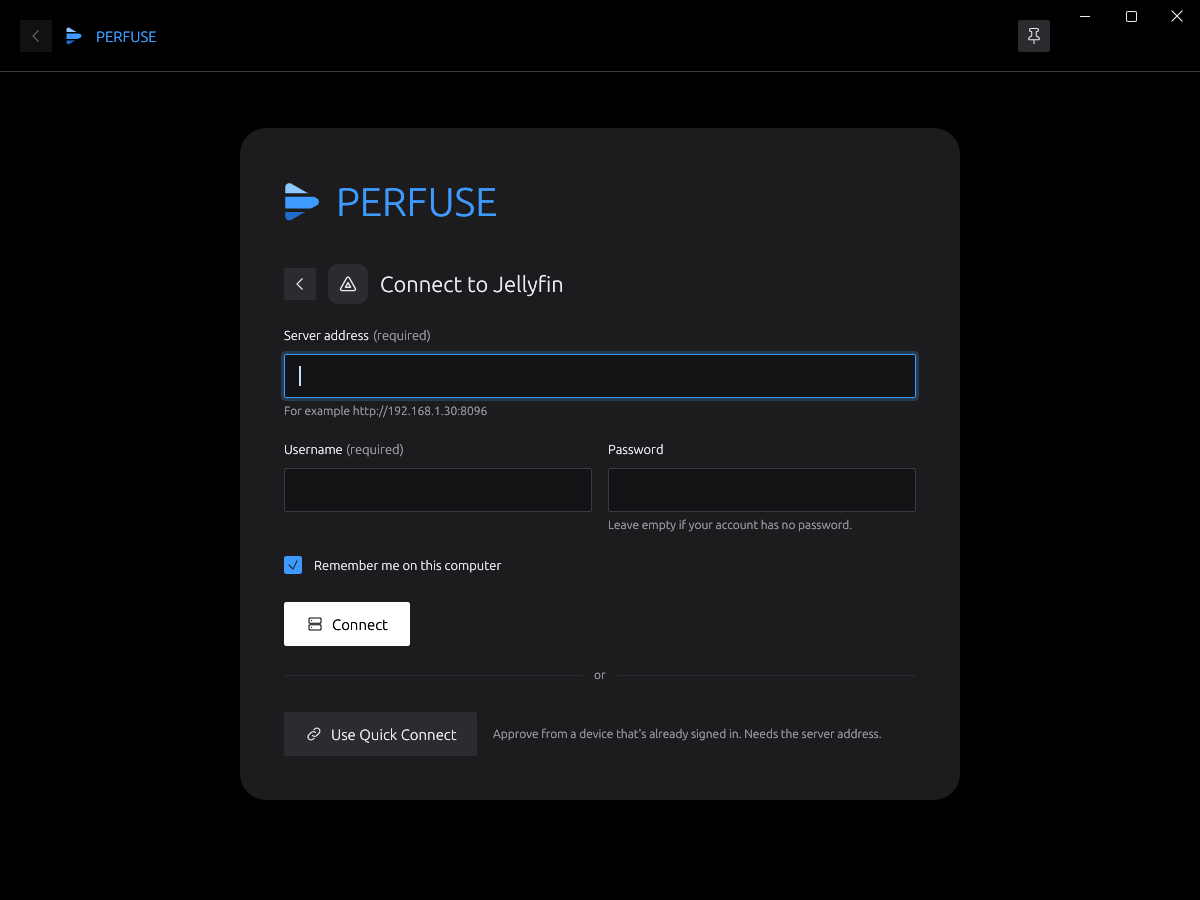 PERFUSE
PERFUSE
Connect to Jellyfin
Server address (required)
For example http://192.168.1.30:8096
Username (required)
Password
Leave empty if your account has no password.
Remember me on this computer
Connect
or
Use Quick Connect
Approve from a device that's already signed in. Needs the server address.